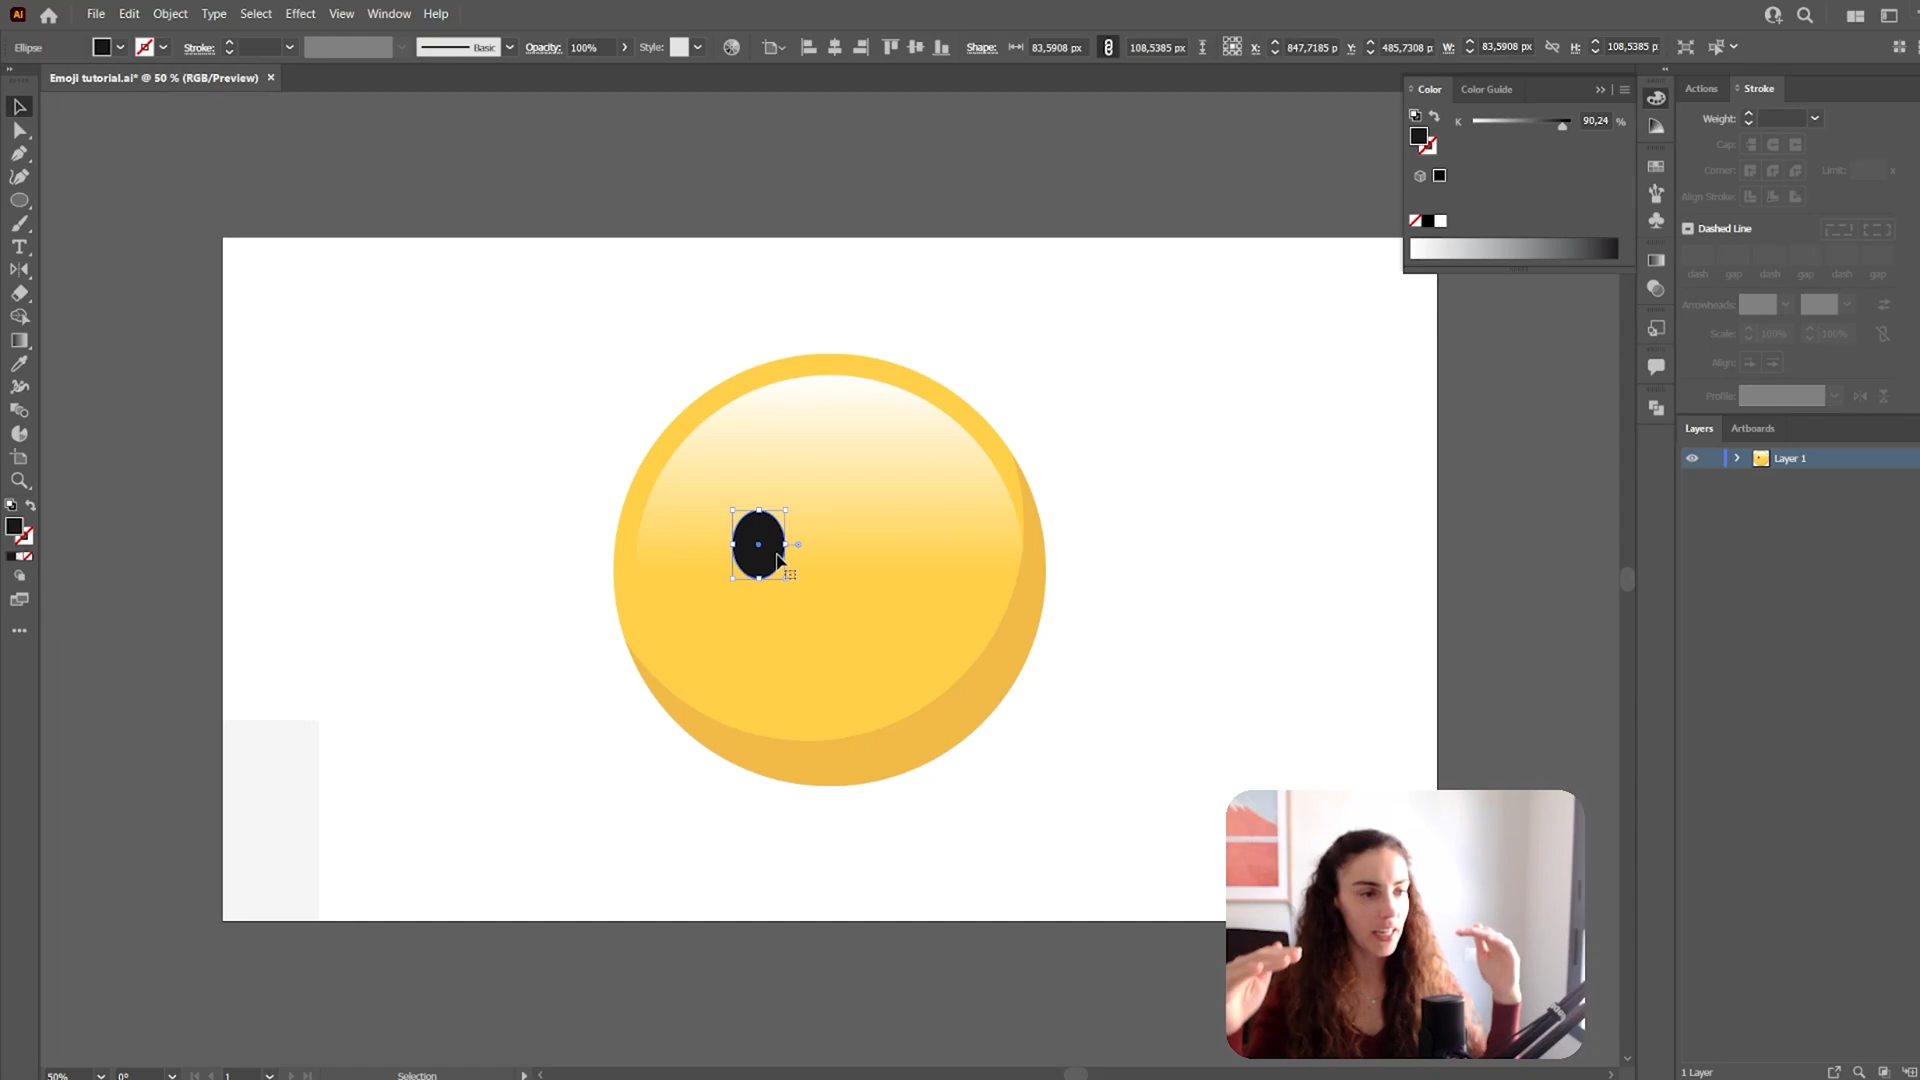 Ai File Edit Object Type Select Effect View Window Help
Ellipse Stroke: Basic Opacity: 100% Style: Shape: 83,5908 px 108,5385 px X: 847,7185 p Y: 485,7308 p W: 83,5908 px H: 108,5385 p
Emoji tutorial.ai* @ 50 % (RGB/Preview) ×
Color Color Guide
K 90,24 %
Actions Stroke
Weight:
Cap:
Corner: Limit: x
Align Stroke:
Dashed Line
dash gap dash gap dash gap
Arrowheads:
Scale: 100% 100%
Align:
Profile:
Layers Artboards
Layer 1
50% 0° 1 Selection
1 Layer